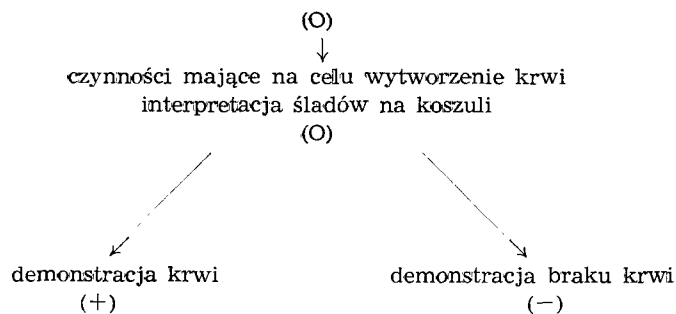 (O)
czynności mające na celu wytworzenie krwi
interpretacja śladów na koszuli
(O)
demonstracja krwi demonstracja braku krwi
(+) (—)